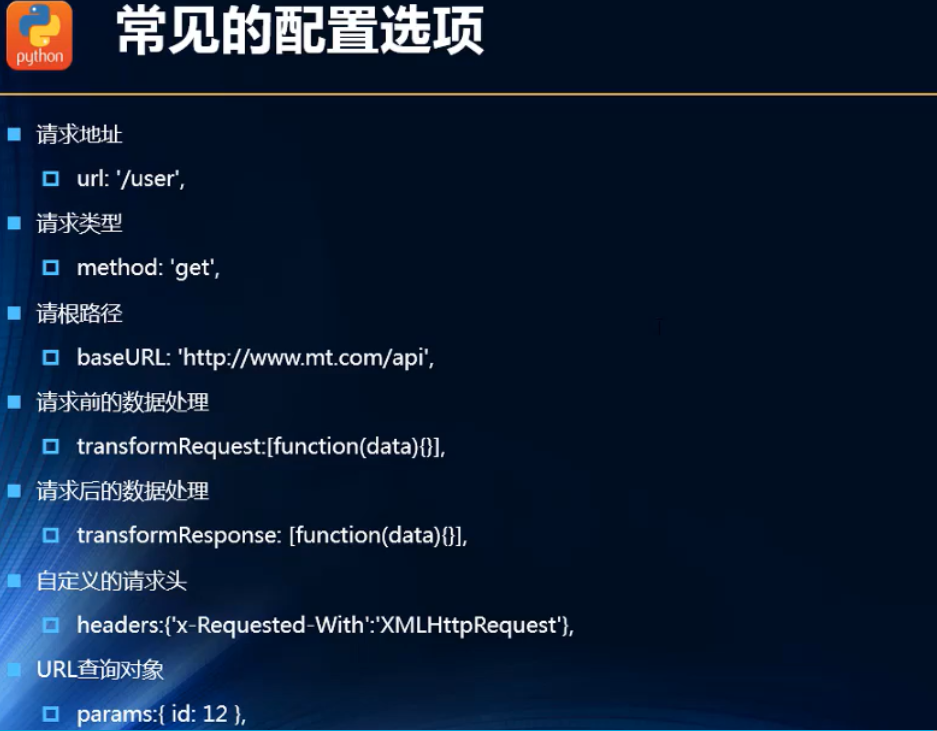 python
常见的配置选项
请求地址
url: '/user',
请求类型
method: 'get',
请根路径
baseURL: 'http://www.mt.com/api',
请求前的数据处理
transformRequest:[function(data){}],
请求后的数据处理
transformResponse: [function(data){}],
自定义的请求头
headers:{'x-Requested-With':'XMLHttpRequest'},
URL查询对象
params:{ id: 12 },